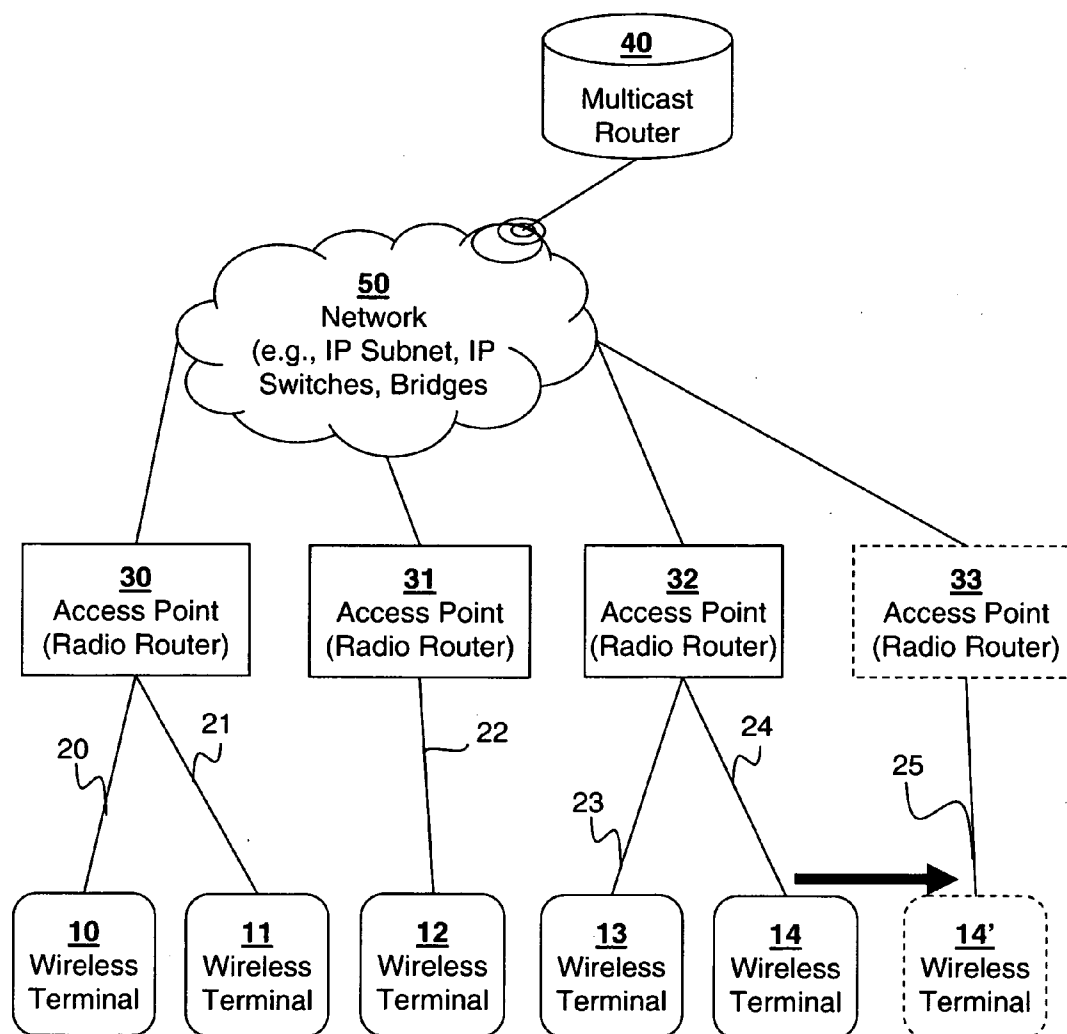 40
Multicast
Router
50
Network
(e.g., IP Subnet, IP
Switches, Bridges
30
Access Point
(Radio Router)
31
Access Point
(Radio Router)
32
Access Point
(Radio Router)
33
Access Point
(Radio Router)
20
21
22
23
24
25
10
Wireless
Terminal
11
Wireless
Terminal
12
Wireless
Terminal
13
Wireless
Terminal
14
Wireless
Terminal
14'
Wireless
Terminal